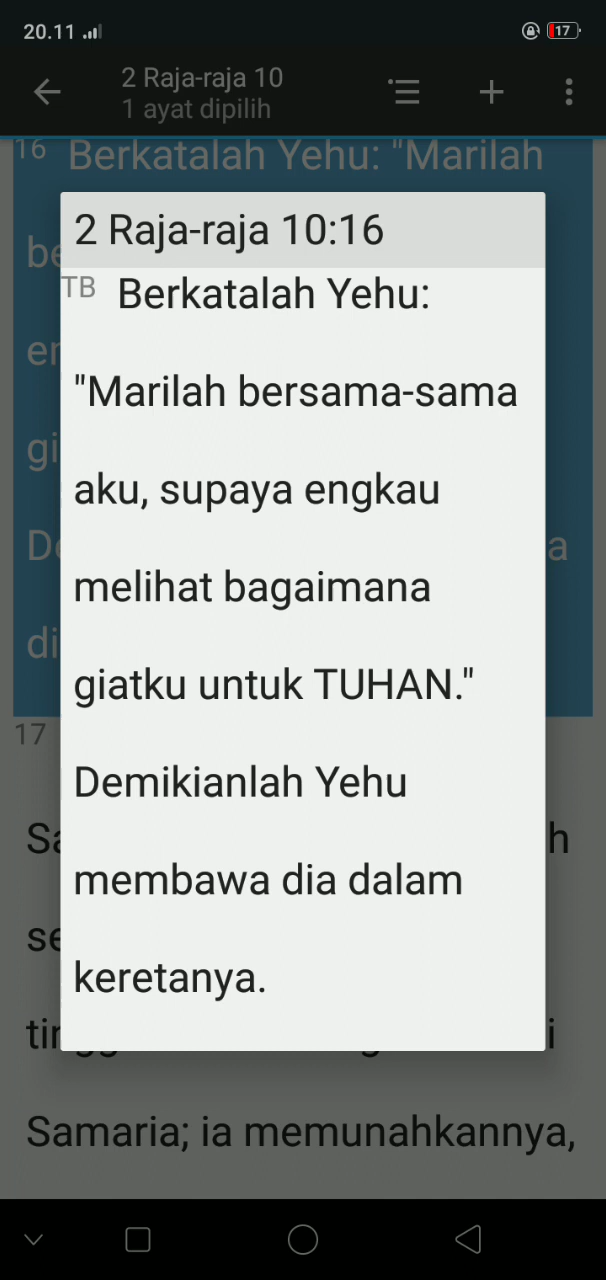 20.11
17
2 Raja-raja 10
1 ayat dipilih
16 Berkatalah Yehu: "Marilah
2 Raja-raja 10:16
TB Berkatalah Yehu:
"Marilah bersama-sama
aku, supaya engkau
melihat bagaimana
giatku untuk TUHAN."
Demikianlah Yehu
membawa dia dalam
keretanya.
17
Samaria; ia memunahkannya,